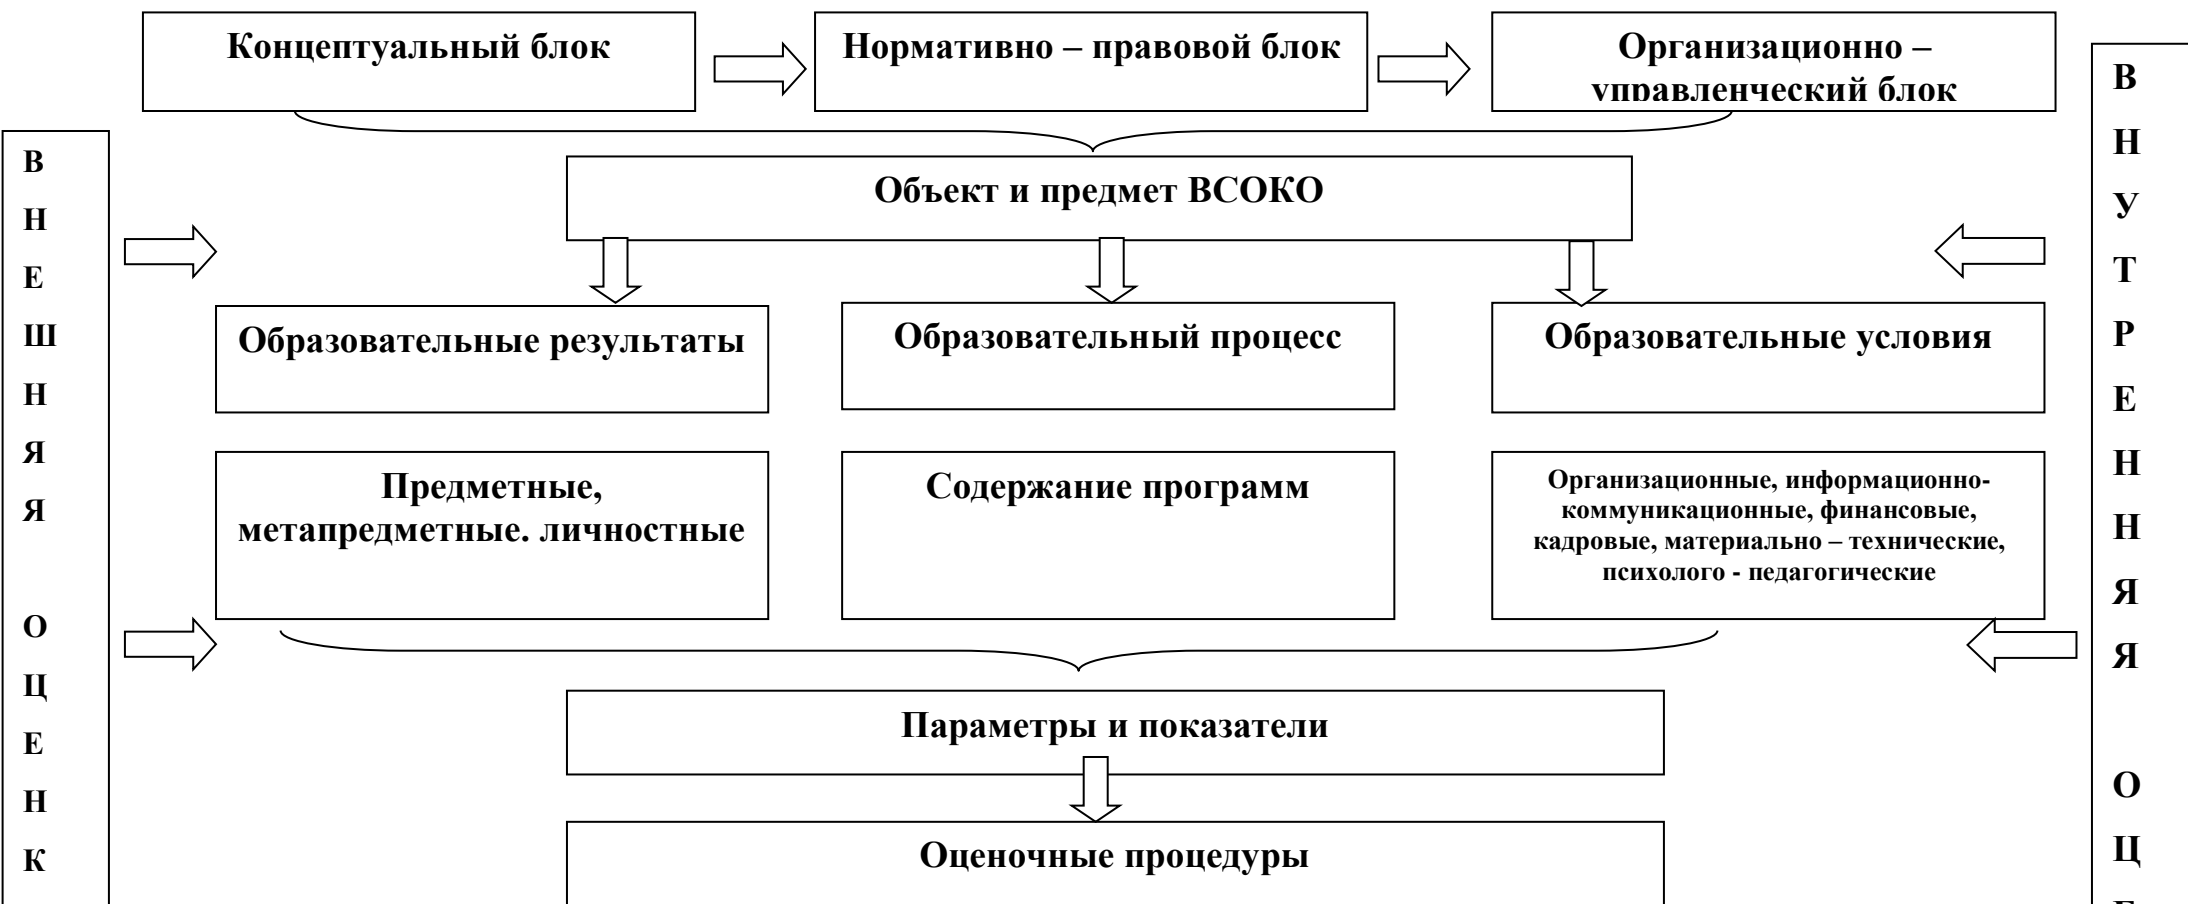 Концептуальный блок
Нормативно – правовой блок
Организационно –
управленческий блок
Объект и предмет ВСОКО
Образовательные результаты
Образовательный процесс
Образовательные условия
Предметные,
метапредметные. личностные
Содержание программ
Организационные, информационно-
коммуникационные, финансовые,
кадровые, материально – технические,
психолого - педагогические
Параметры и показатели
Оценочные процедуры
В
Н
Е
Ш
Н
Я
Я
О
Ц
Е
Н
К
В
Н
У
Т
Р
Е
Н
Н
Я
Я
О
Ц